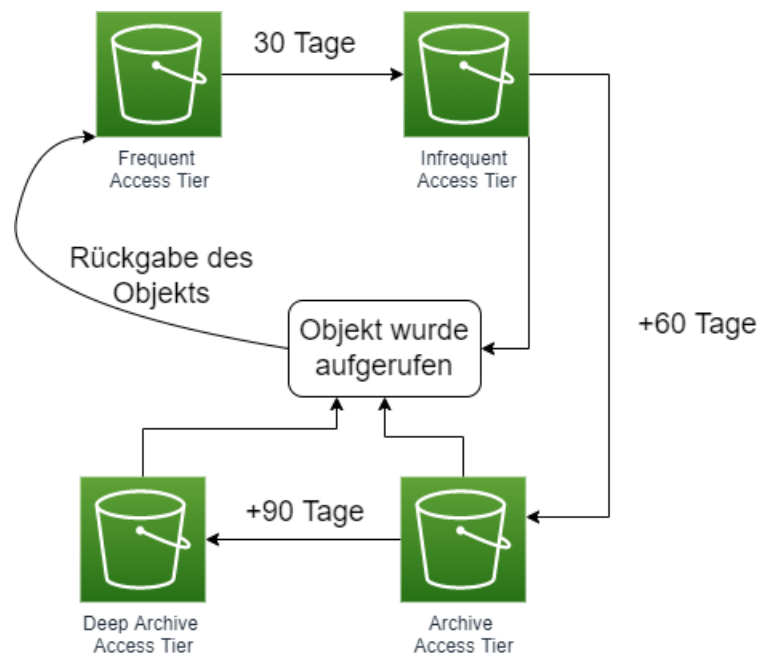 30 Tage
Frequent
Access Tier
Infrequent
Access Tier
Rückgabe des
Objekts
Objekt wurde
aufgerufen
+60 Tage
+90 Tage
Deep Archive
Access Tier
Archive
Access Tier